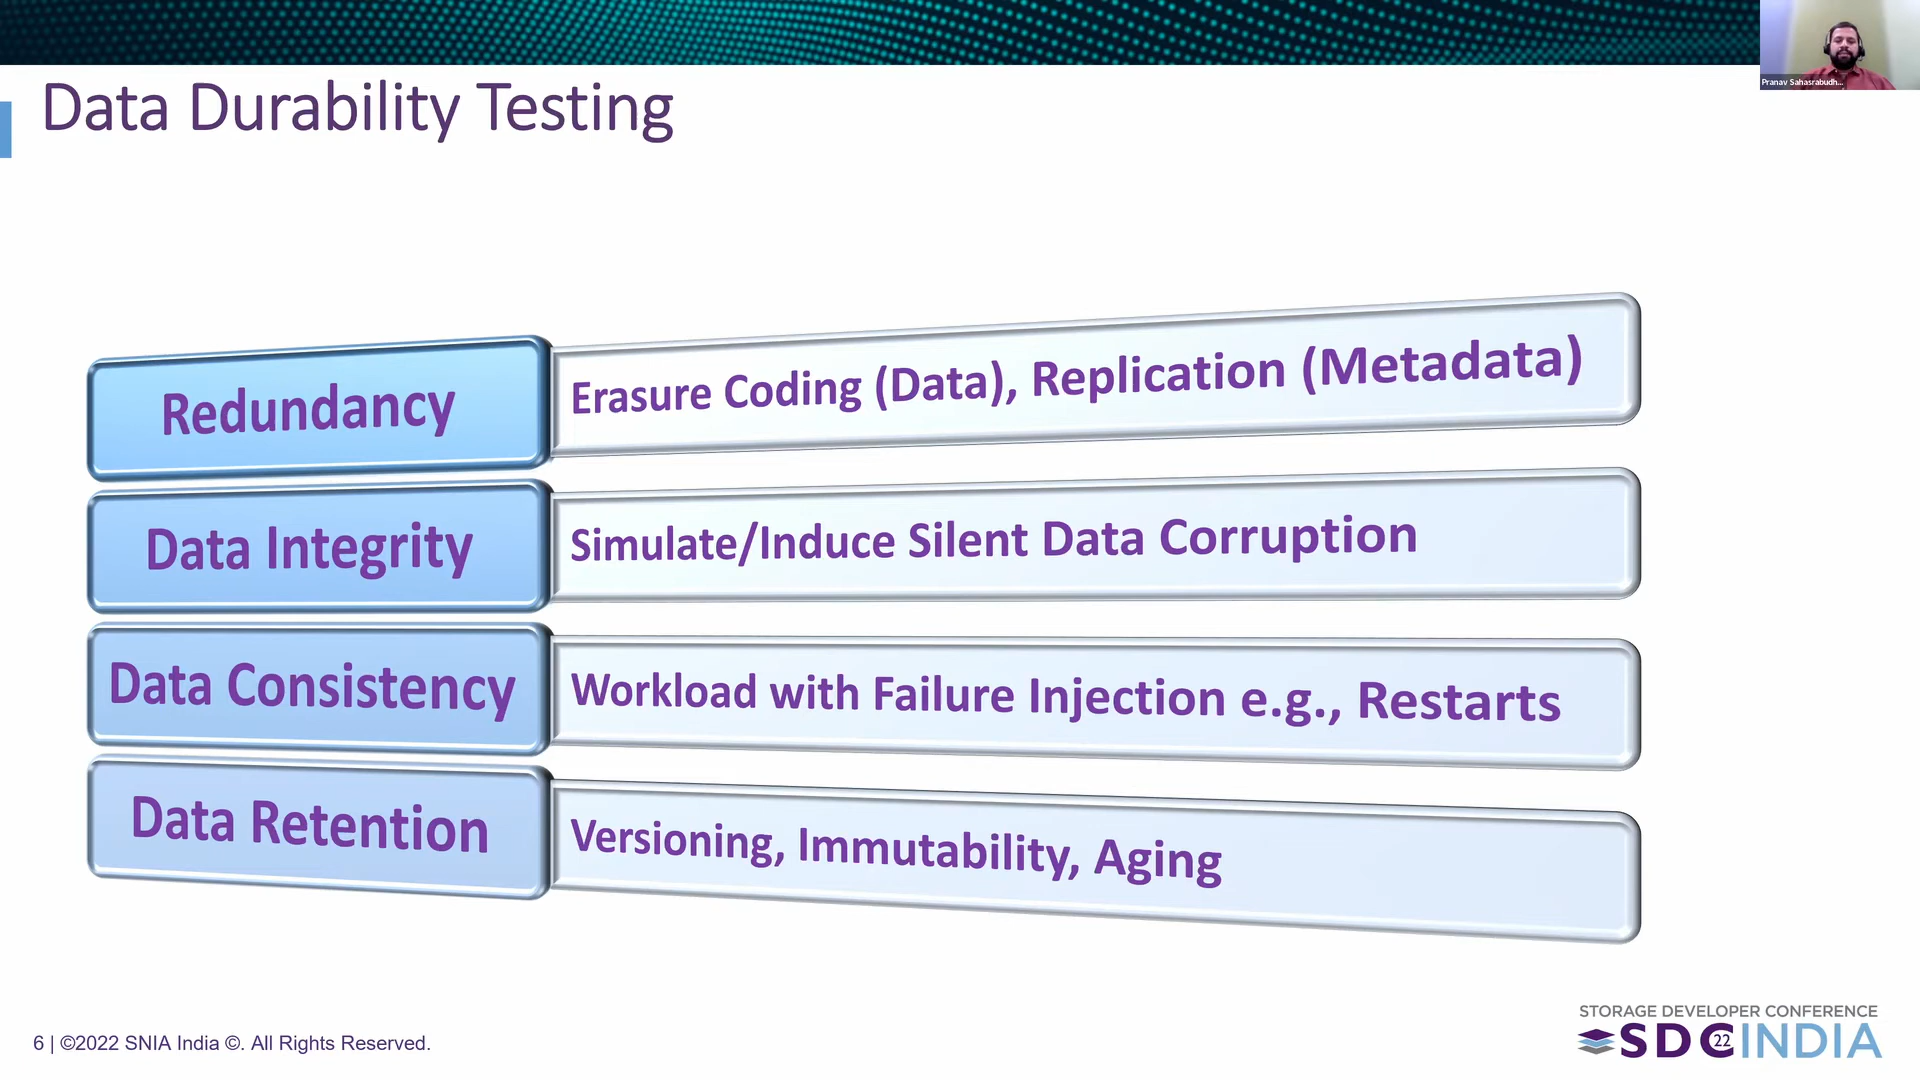 Pranav Sahasrabudh...
Data Durability Testing
Redundancy
Erasure Coding (Data), Replication (Metadata)
Data Integrity
Simulate/Induce Silent Data Corruption
Data Consistency
Workload with Failure Injection e.g., Restarts
Data Retention
Versioning, Immutability, Aging
6 | ©2022 SNIA India ©. All Rights Reserved.
STORAGE DEVELOPER CONFERENCE
SDC 22 INDIA